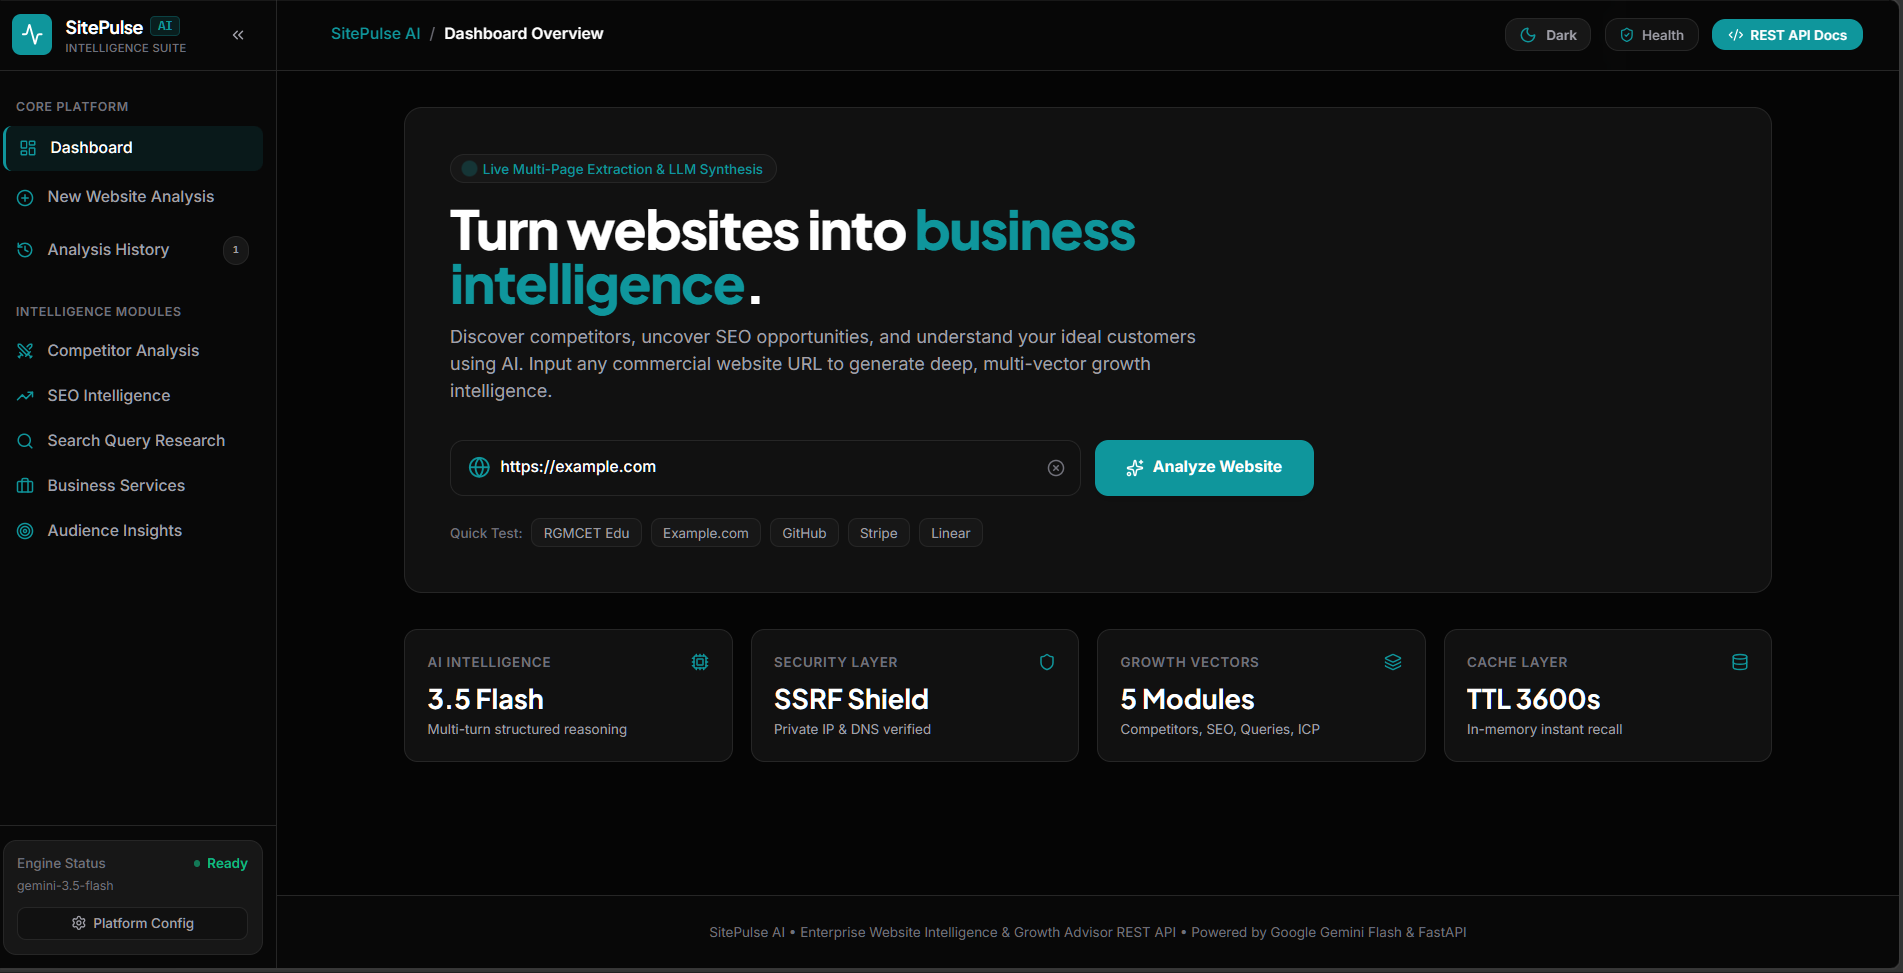 SitePulse AI
INTELLIGENCE SUITE
CORE PLATFORM
Dashboard
New Website Analysis
Analysis History 1
INTELLIGENCE MODULES
Competitor Analysis
SEO Intelligence
Search Query Research
Business Services
Audience Insights
Engine Status Ready
gemini-3.5-flash
Platform Config
SitePulse AI / Dashboard Overview
Dark
Health
</> REST API Docs
Live Multi-Page Extraction & LLM Synthesis
Turn websites into business
intelligence.
Discover competitors, uncover SEO opportunities, and understand your ideal customers
using AI. Input any commercial website URL to generate deep, multi-vector growth
intelligence.
https://example.com
Analyze Website
Quick Test: RGMCET Edu Example.com GitHub Stripe Linear
AI INTELLIGENCE
3.5 Flash
Multi-turn structured reasoning
SECURITY LAYER
SSRF Shield
Private IP & DNS verified
GROWTH VECTORS
5 Modules
Competitors, SEO, Queries, ICP
CACHE LAYER
TTL 3600s
In-memory instant recall
SitePulse AI • Enterprise Website Intelligence & Growth Advisor REST API • Powered by Google Gemini Flash & FastAPI